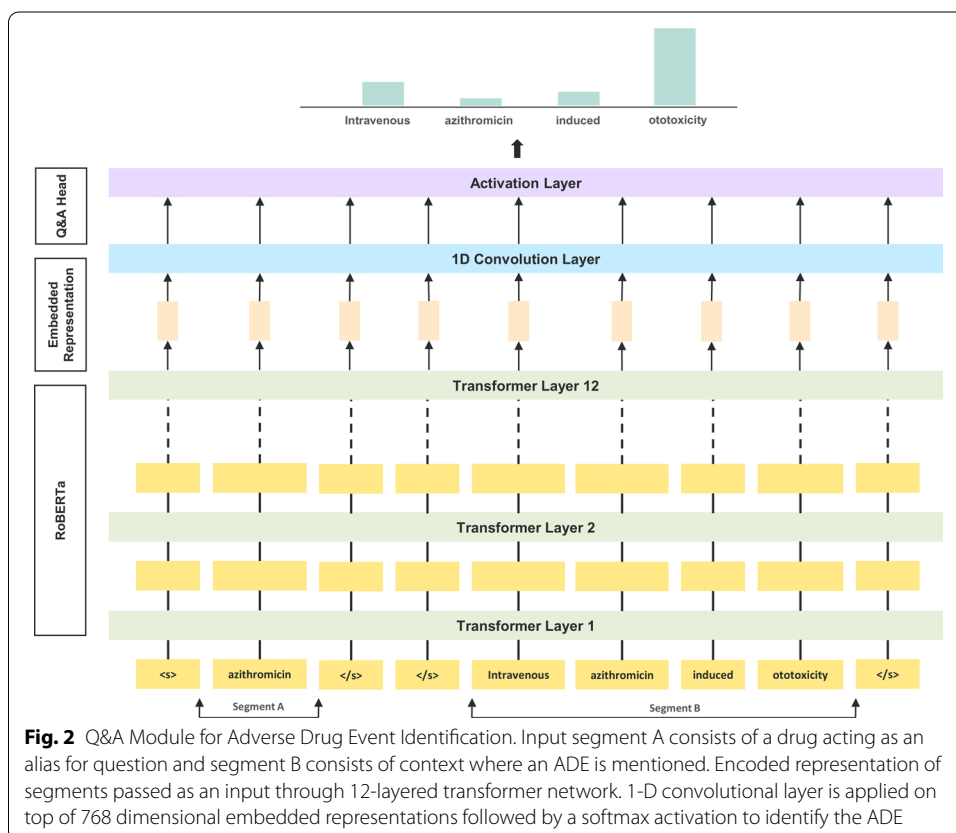 Intravenous azithromicin induced ototoxicity
Activation Layer
Q&A Head
1D Convolution Layer
Embedded
Representation
Transformer Layer 12
RoBERTa
Transformer Layer 2
Transformer Layer 1
<s> azithromicin </s> </s> Intravenous azithromicin induced ototoxicity </s>
Segment A Segment B
Fig. 2 Q&A Module for Adverse Drug Event Identification. Input segment A consists of a drug acting as an
alias for question and segment B consists of context where an ADE is mentioned. Encoded representation of
segments passed as an input through 12-layered transformer network. 1-D convolutional layer is applied on
top of 768 dimensional embedded representations followed by a softmax activation to identify the ADE